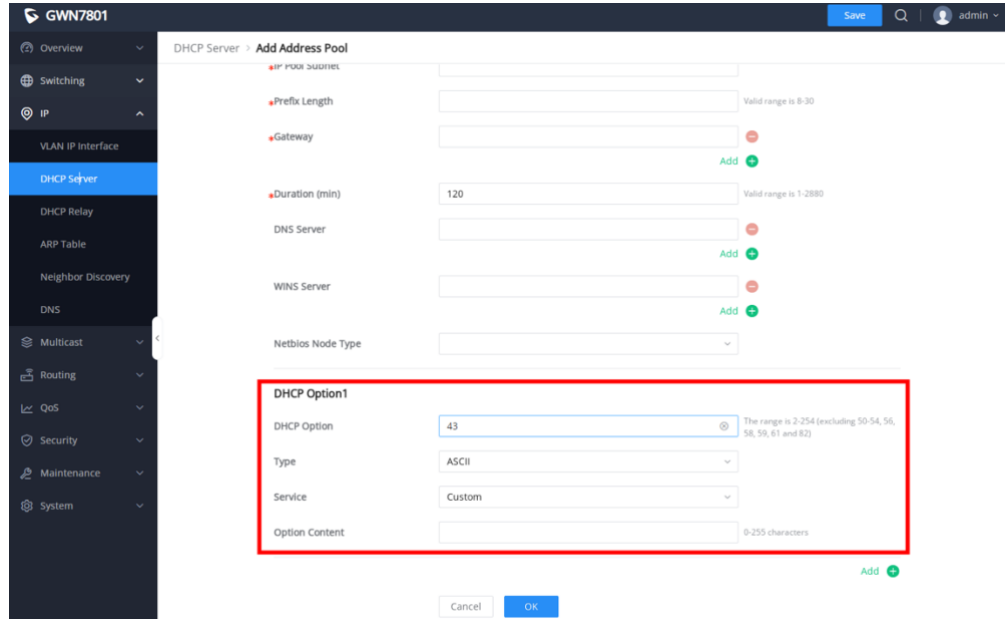 GWN7801
Save
admin
Overview
Switching
IP
VLAN IP Interface
DHCP Server
DHCP Relay
ARP Table
Neighbor Discovery
DNS
Multicast
Routing
QoS
Security
Maintenance
System
DHCP Server > Add Address Pool
*IP Pool Subnet
*Prefix Length
Valid range is 8-30
*Gateway
Add
*Duration (min)
120
Valid range is 1-2880
DNS Server
Add
WINS Server
Add
Netbios Node Type
DHCP Option1
DHCP Option
43
The range is 2-254 (excluding 50-54, 56,
58, 59, 61 and 82)
Type
ASCII
Service
Custom
Option Content
0-255 characters
Add
Cancel
OK